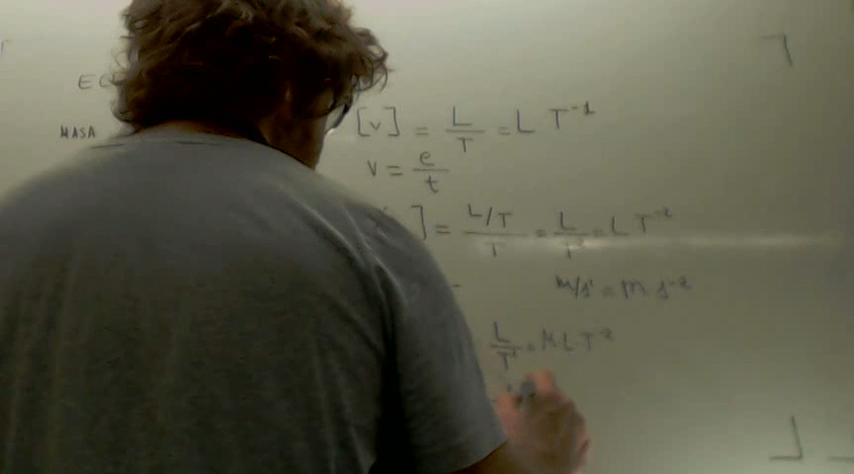 EC
MASA
[v] = L/T = L T⁻¹
v = e/t
] = L/T / T = L/T² = L T⁻²
m/s² = m s⁻²
L/T² = M L T⁻²